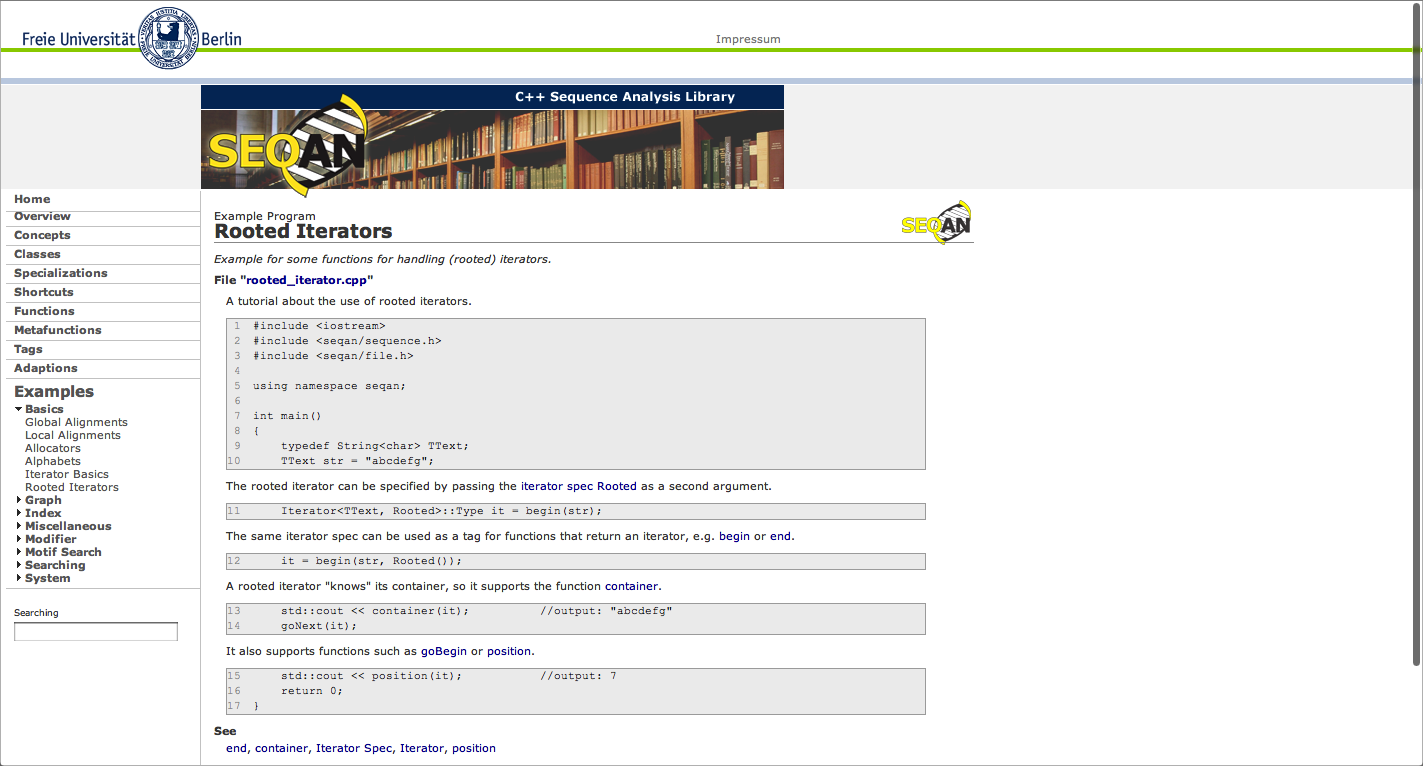 Freie Universität Berlin
Impressum
C++ Sequence Analysis Library
SEQAN
Home
Overview
Concepts
Classes
Specializations
Shortcuts
Functions
Metafunctions
Tags
Adaptions
Examples
Basics
Global Alignments
Local Alignments
Allocators
Alphabets
Iterator Basics
Rooted Iterators
Graph
Index
Miscellaneous
Modifier
Motif Search
Searching
System
Searching
Example Program
Rooted Iterators
SEQAN
Example for some functions for handling (rooted) iterators.
File "rooted_iterator.cpp"
A tutorial about the use of rooted iterators.
1 #include <iostream>
2 #include <seqan/sequence.h>
3 #include <seqan/file.h>
4
5 using namespace seqan;
6
7 int main()
8 {
9     typedef String<char> TText;
10     TText str = "abcdefg";
The rooted iterator can be specified by passing the iterator spec Rooted as a second argument.
11     Iterator<TText, Rooted>::Type it = begin(str);
The same iterator spec can be used as a tag for functions that return an iterator, e.g. begin or end.
12     it = begin(str, Rooted());
A rooted iterator "knows" its container, so it supports the function container.
13     std::cout << container(it);          //output: "abcdefg"
14     goNext(it);
It also supports functions such as goBegin or position.
15     std::cout << position(it);           //output: 7
16     return 0;
17 }
See
end, container, Iterator Spec, Iterator, position